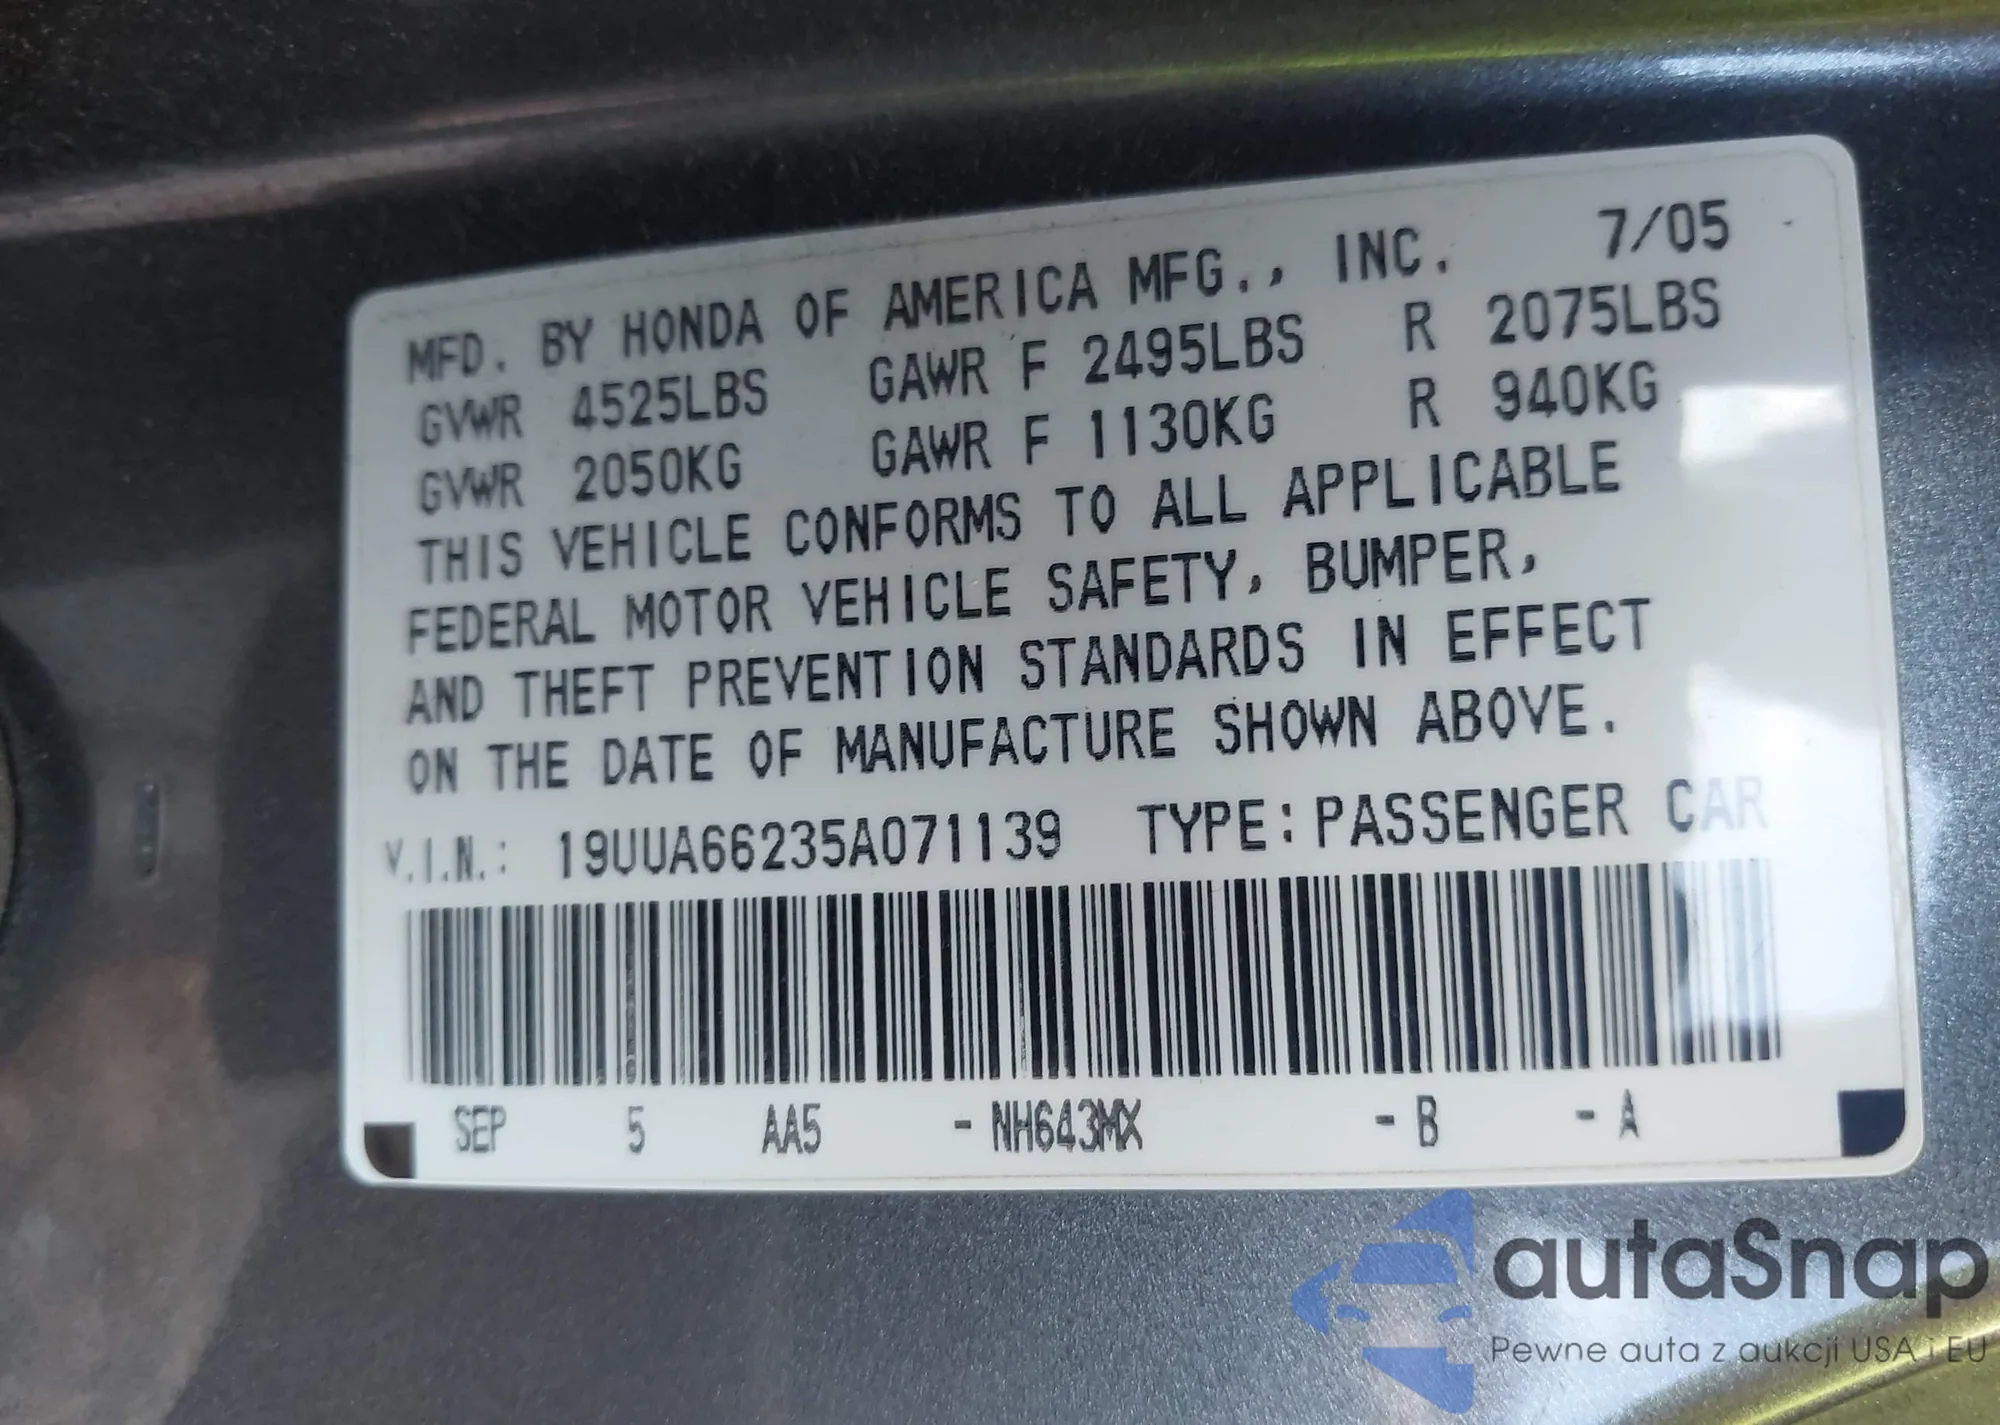 MFD. BY HONDA OF AMERICA MFG., INC. 7/05
GVWR 4525LBS GAWR F 2495LBS R 2075LBS
GVWR 2050KG GAWR F 1130KG R 940KG
THIS VEHICLE CONFORMS TO ALL APPLICABLE
FEDERAL MOTOR VEHICLE SAFETY, BUMPER,
AND THEFT PREVENTION STANDARDS IN EFFECT
ON THE DATE OF MANUFACTURE SHOWN ABOVE.
V.I.N.: 19UUA66235A071139 TYPE: PASSENGER CAR
SEP 5 AA5 - NH643MX - B - A
autaSnap
Pewne auta z aukcji USA i EU